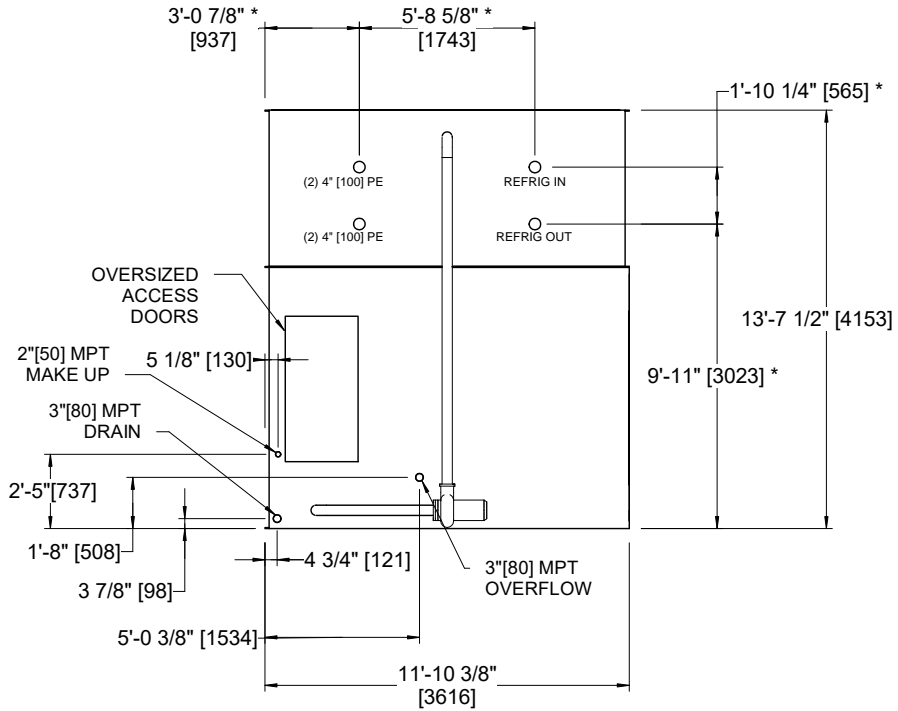 3'-0 7/8" *
[937]
5'-8 5/8" *
[1743]
1'-10 1/4" [565] *
(2) 4" [100] PE
REFRIG IN
(2) 4" [100] PE
REFRIG OUT
OVERSIZED
ACCESS
DOORS
13'-7 1/2" [4153]
2"[50] MPT
MAKE UP
5 1/8" [130]
9'-11" [3023] *
3"[80] MPT
DRAIN
2'-5"[737]
1'-8" [508]
4 3/4" [121]
3"[80] MPT
OVERFLOW
3 7/8" [98]
5'-0 3/8" [1534]
11'-10 3/8"
[3616]